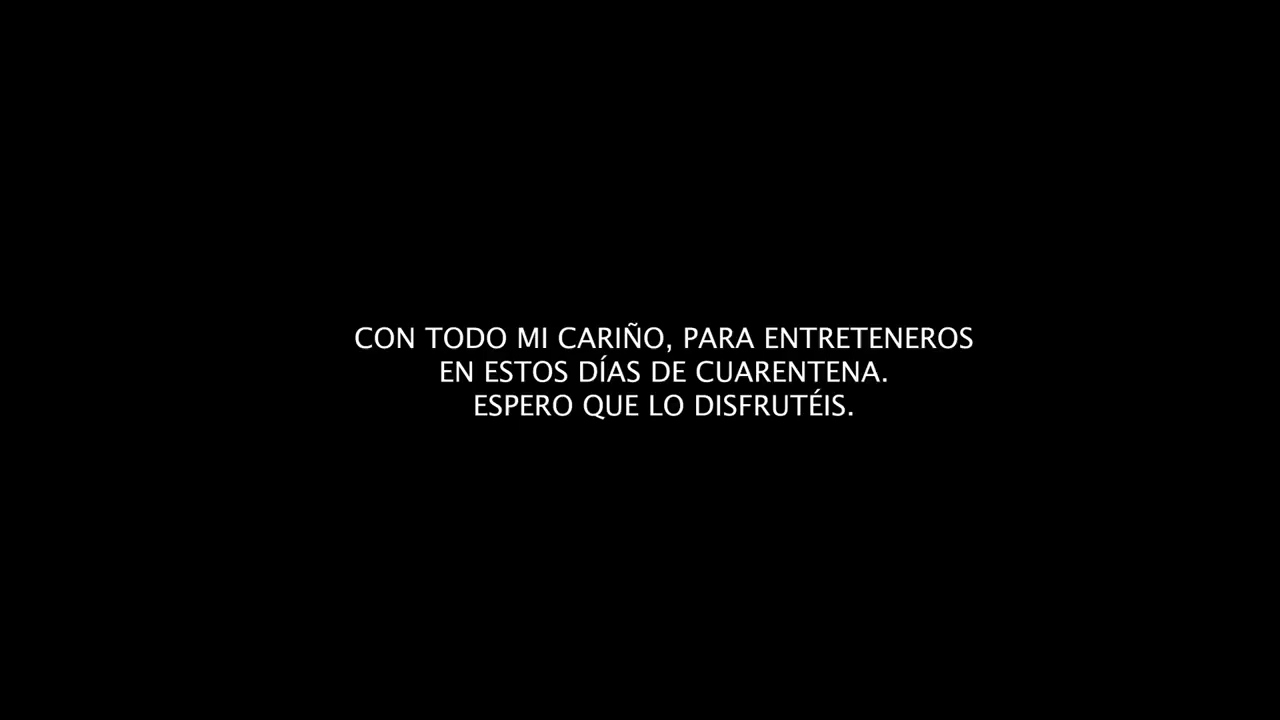 CON TODO MI CARIÑO, PARA ENTRETENEROS
EN ESTOS DÍAS DE CUARENTENA.
ESPERO QUE LO DISFRUTÉIS.